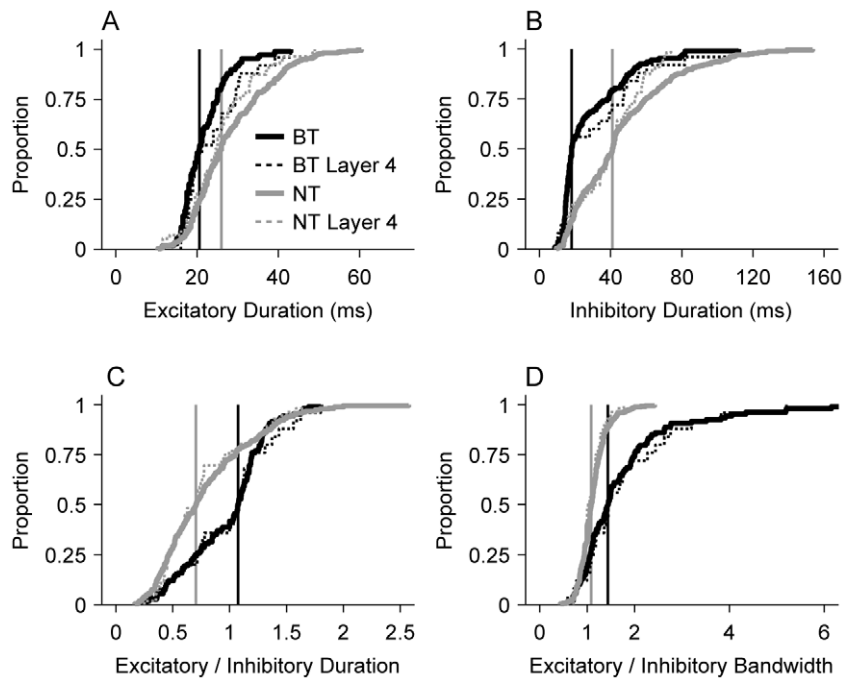 A
1
0.75
0.5
0.25
0
Proportion
BT
BT Layer 4
NT
NT Layer 4
0 20 40 60
Excitatory Duration (ms)
B
1
0.75
0.5
0.25
0
Proportion
0 40 80 120 160
Inhibitory Duration (ms)
C
1
0.75
0.5
0.25
0
Proportion
0 0.5 1 1.5 2 2.5
Excitatory / Inhibitory Duration
D
1
0.75
0.5
0.25
0
Proportion
0 1 2 4 6
Excitatory / Inhibitory Bandwidth